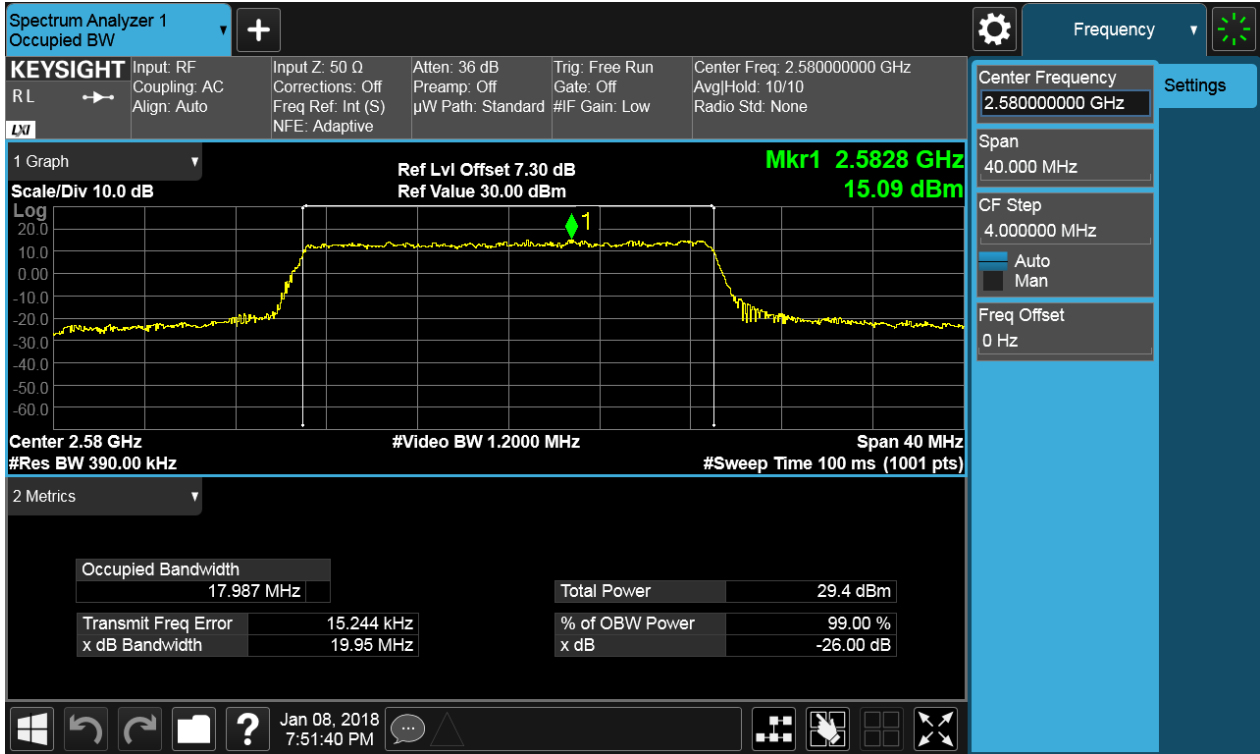 Spectrum Analyzer 1
Occupied BW
Frequency
KEYSIGHT
RL
LXI
Input: RF
Coupling: AC
Align: Auto
Input Z: 50 Ω
Corrections: Off
Freq Ref: Int (S)
NFE: Adaptive
Atten: 36 dB
Preamp: Off
µW Path: Standard
Trig: Free Run
Gate: Off
#IF Gain: Low
Center Freq: 2.580000000 GHz
Avg|Hold: 10/10
Radio Std: None
Center Frequency
2.580000000 GHz
Settings
Span
40.000 MHz
CF Step
4.000000 MHz
Auto
Man
Freq Offset
0 Hz
1 Graph
Scale/Div 10.0 dB
Ref Lvl Offset 7.30 dB
Ref Value 30.00 dBm
Mkr1 2.5828 GHz
15.09 dBm
Log
20.0
10.0
0.00
-10.0
-20.0
-30.0
-40.0
-50.0
-60.0
1
Center 2.58 GHz
#Video BW 1.2000 MHz
Span 40 MHz
#Res BW 390.00 kHz
#Sweep Time 100 ms (1001 pts)
2 Metrics
Occupied Bandwidth
17.987 MHz
Total Power 29.4 dBm
Transmit Freq Error 15.244 kHz
% of OBW Power 99.00 %
x dB Bandwidth 19.95 MHz
x dB -26.00 dB
?
Jan 08, 2018
7:51:40 PM